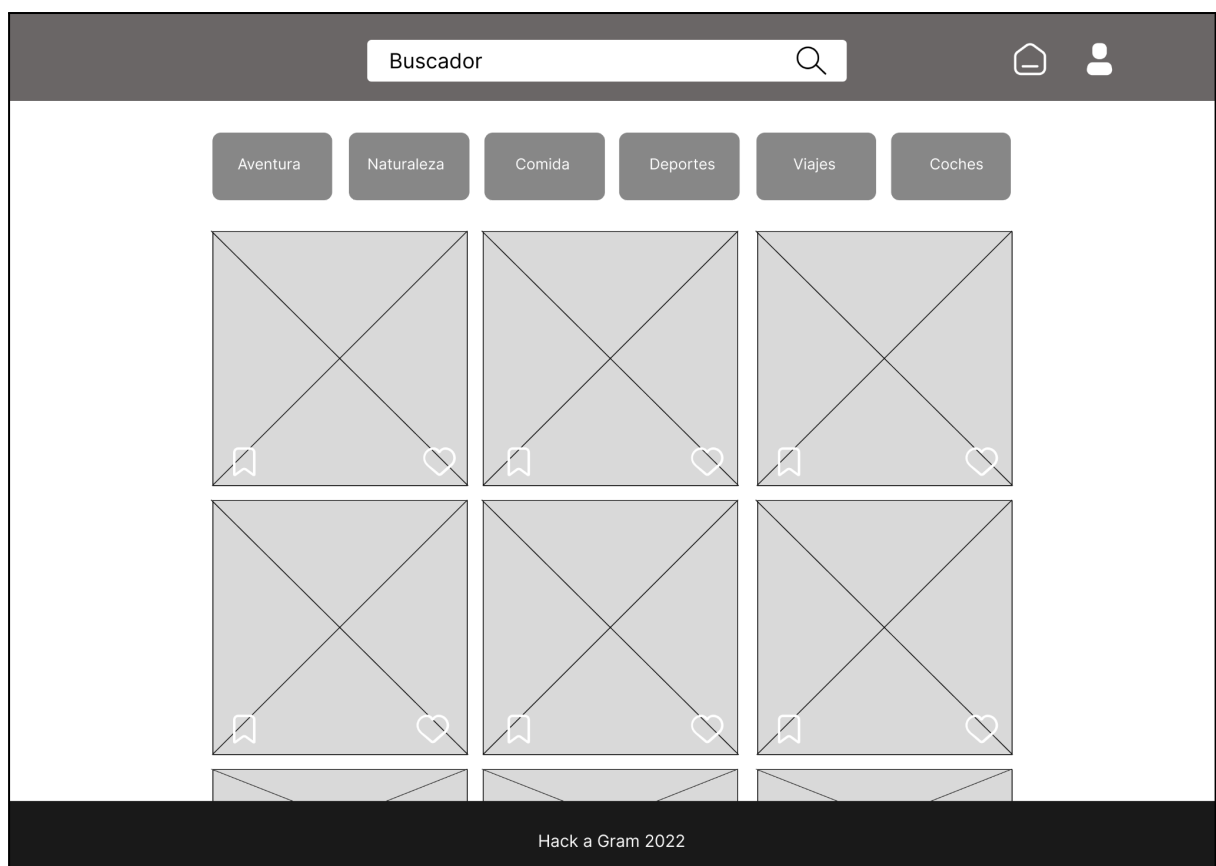 Buscador
Aventura
Naturaleza
Comida
Deportes
Viajes
Coches
Hack a Gram 2022